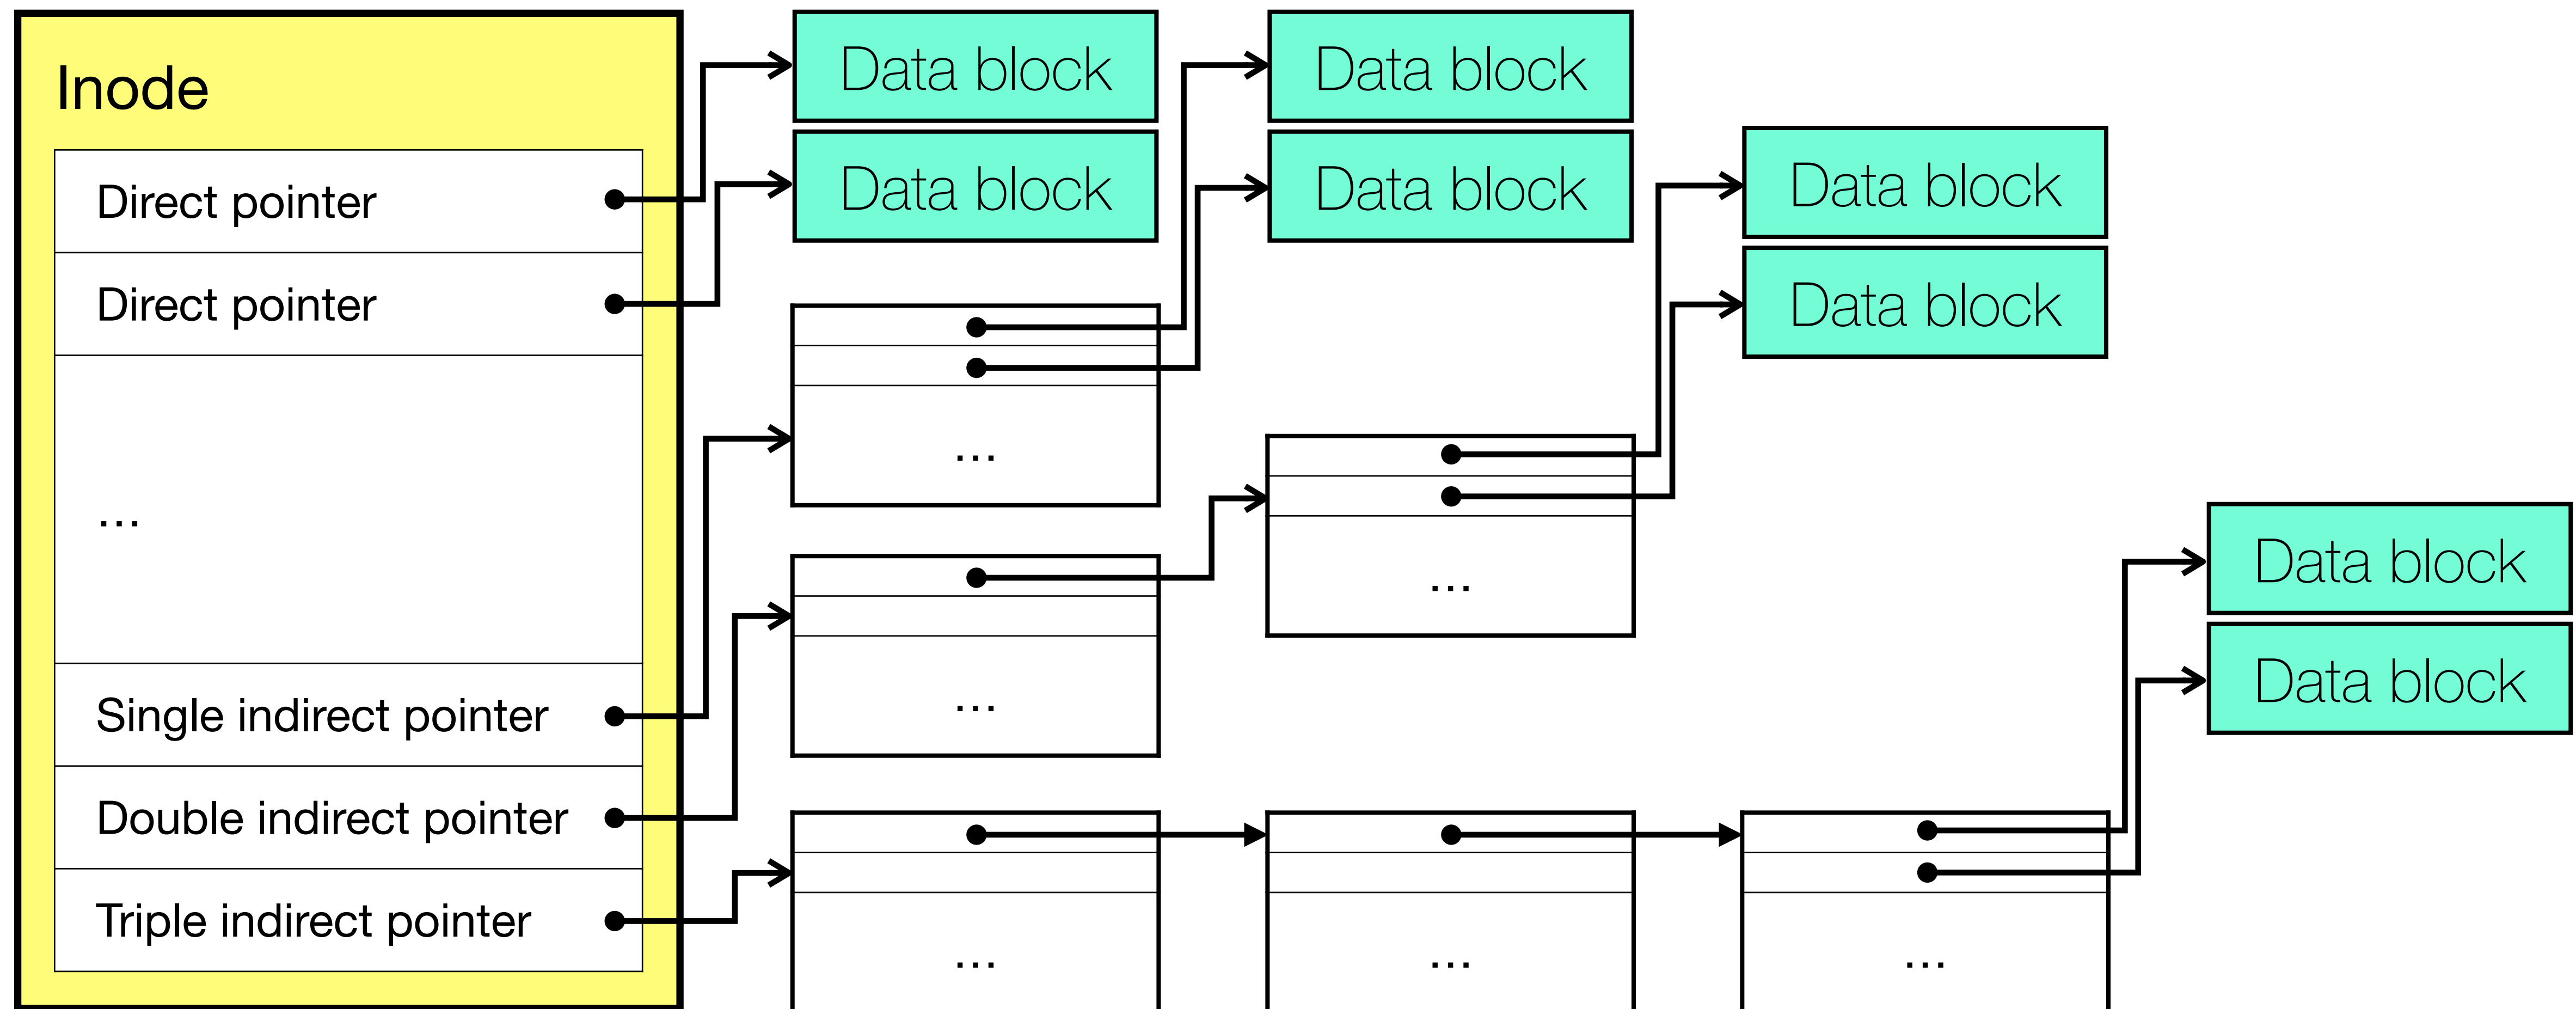 Inode
Direct pointer
Direct pointer
...
Single indirect pointer
Double indirect pointer
Triple indirect pointer
Data block
Data block
...
...
...
Data block
Data block
...
...
Data block
Data block
...
Data block
Data block